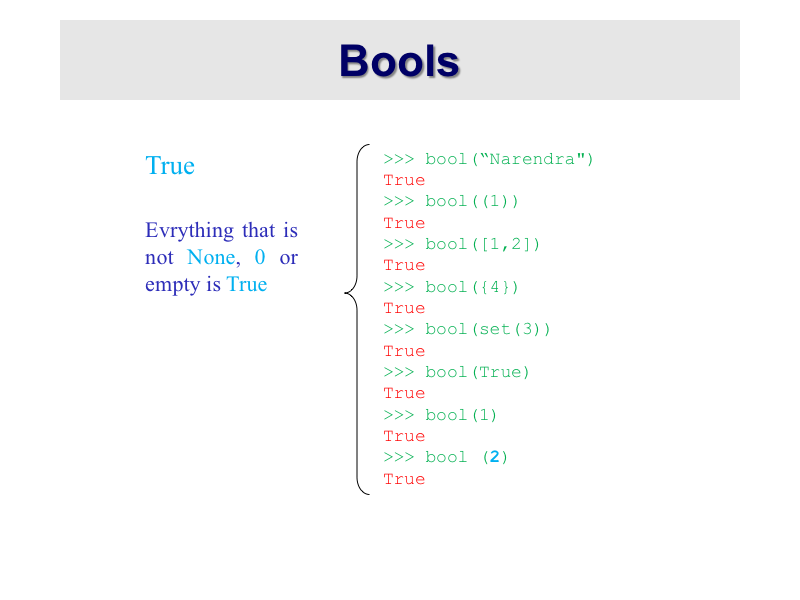 Bools
True
Evrything that is
not None, 0 or
empty is True
>>> bool(“Narendra")
True
>>> bool((1))
True
>>> bool([1,2])
True
>>> bool({4})
True
>>> bool(set(3))
True
>>> bool(True)
True
>>> bool(1)
True
>>> bool (2)
True